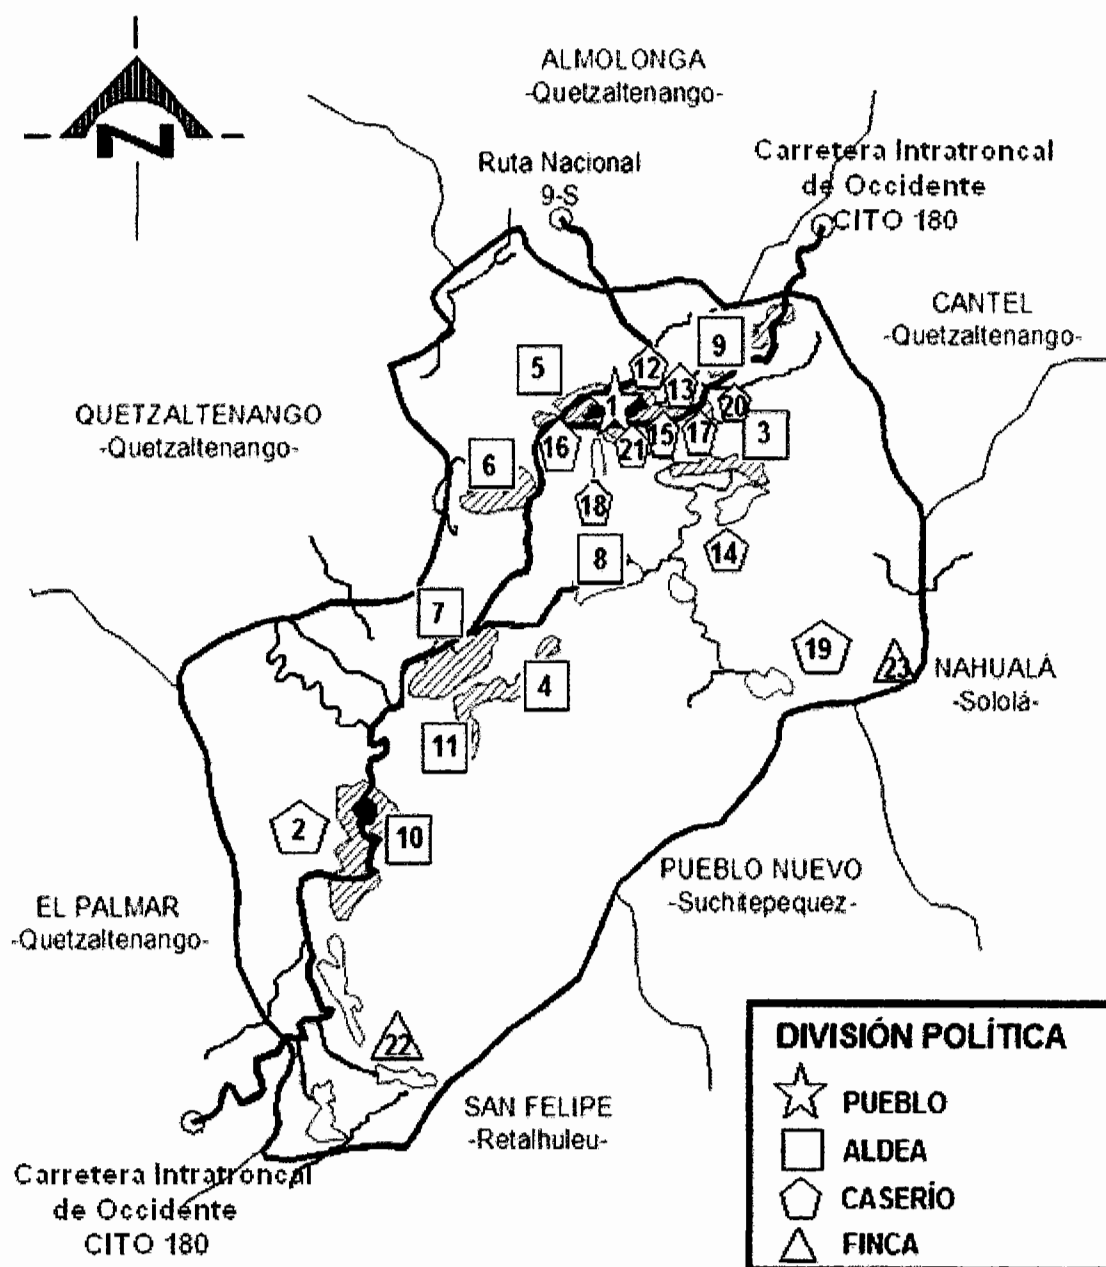 N
ALMOLONGA
-Quetzaltenango-
Ruta Nacional
9-S
Carretera Intratroncal
de Occidente
CITO 180
CANTEL
-Quetzaltenango-
QUETZALTENANGO
-Quetzaltenango-
9
5
12
13
1
20
16
21
15
17
3
6
18
8
14
7
19
23
NAHUALÁ
-Sololá-
4
11
2
10
PUEBLO NUEVO
-Suchitepequez-
EL PALMAR
-Quetzaltenango-
22
SAN FELIPE
-Retalhuleu-
Carretera Intratroncal
de Occidente
CITO 180
DIVISIÓN POLÍTICA
PUEBLO
ALDEA
CASERÍO
FINCA